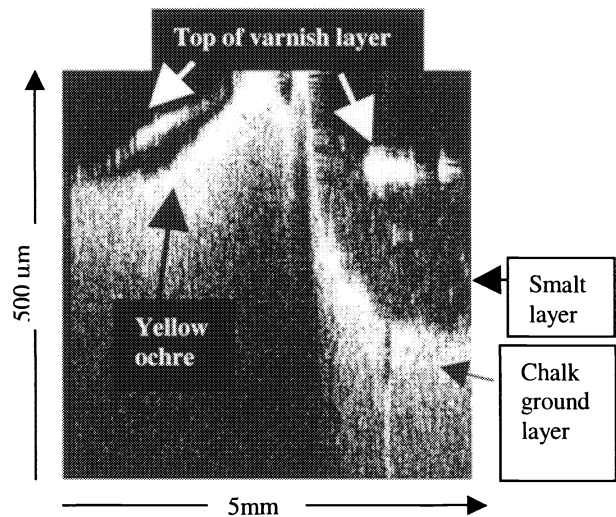 Top of varnish layer
500 um
Yellow
ochre
Smalt
layer
Chalk
ground
layer
5mm